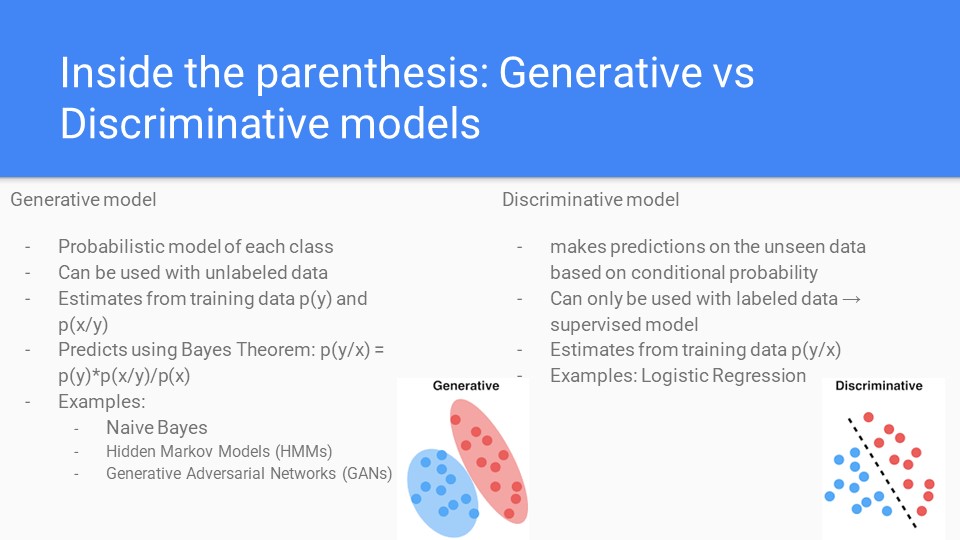 Inside the parenthesis: Generative vs
Discriminative models
Generative model
- Probabilistic model of each class
- Can be used with unlabeled data
- Estimates from training data p(y) and
p(x/y)
- Predicts using Bayes Theorem: p(y/x) =
p(y)*p(x/y)/p(x)
- Examples:
- Naive Bayes
- Hidden Markov Models (HMMs)
- Generative Adversarial Networks (GANs)
Generative
Discriminative model
- makes predictions on the unseen data
based on conditional probability
- Can only be used with labeled data →
supervised model
- Estimates from training data p(y/x)
- Examples: Logistic Regression
Discriminative